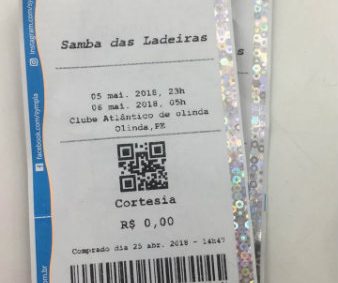 Samba das Ladeiras
05 mai. 2018, 23h
06 mai. 2018, 05h
Clube Atlântico de olinda
Olinda,PE
Cortesia
R$ 0,00
Comprado dia 25 abr. 2018 - 14h47
instagram.com/sympla
facebook.com/sympla